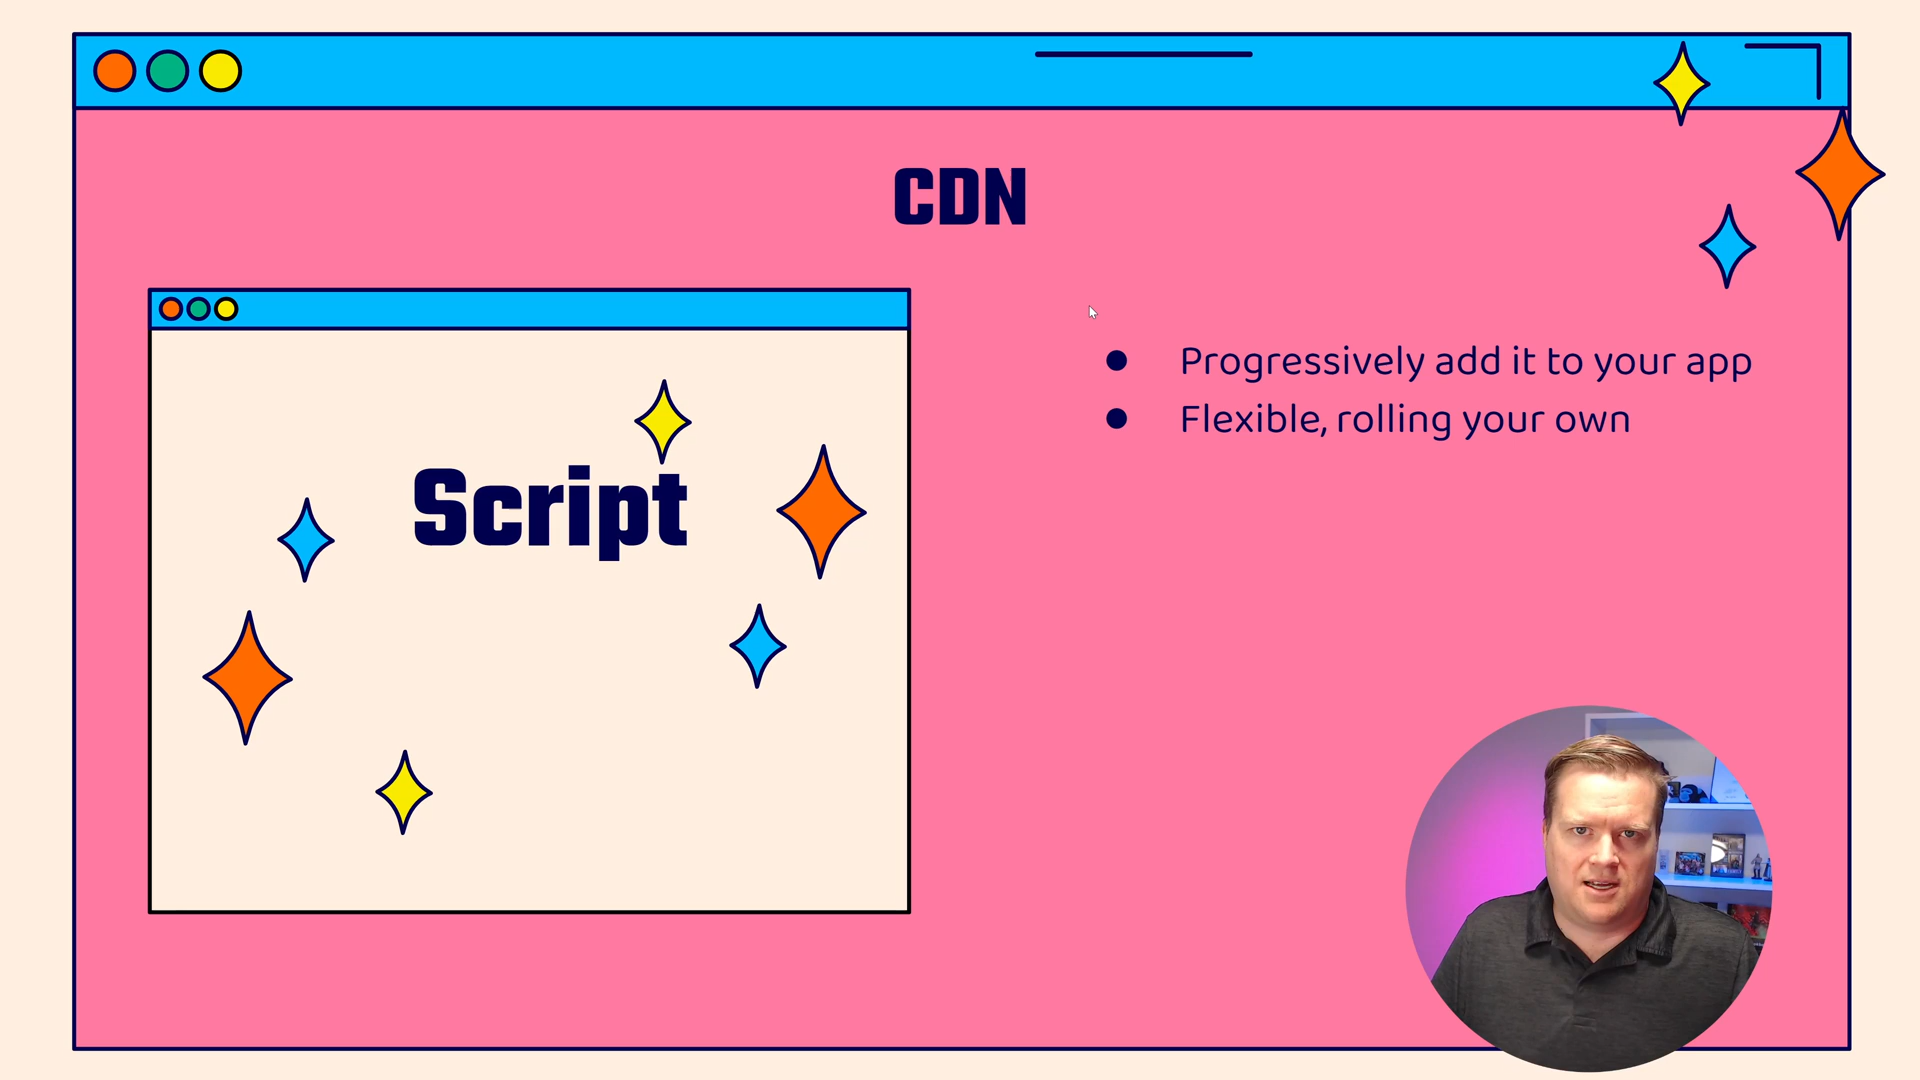 CDN
Script
● Progressively add it to your app
● Flexible, rolling your own